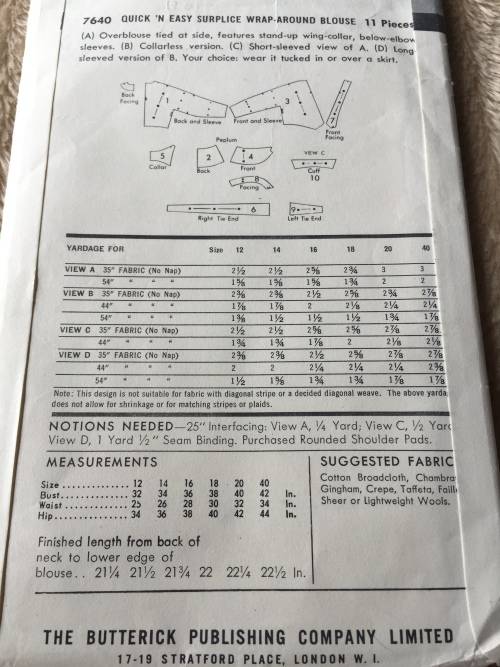 7640 QUICK 'N EASY SURPLICE WRAP-AROUND BLOUSE 11 Pieces
(A) Overblouse tied at side, features stand-up wing-collar, below-elbow
sleeves. (B) Collarless version. (C) Short-sleeved view of A. (D) Long
sleeved version of B. Your choice: wear it tucked in or over a skirt.
Back
Facing
1
Back and Sleeve
3
Front and Sleeve
7
Front
Facing
5
Collar
Peplum
2
Back
4
Front
8
Facing
VIEW C
Cuff
10
Right Tie End
6
9
Left Tie End
YARDAGE FOR Size 12 14 16 18 20 40
VIEW A 35" FABRIC (No Nap) 2½ 2½ 2⅝ 2¾ 3 3
54" " " " 1⅝ 1⅝ 1⅝ 1¾ 2 2
VIEW B 35" FABRIC (No Nap) 2⅜ 2⅜ 2½ 2⅝ 2¾ 2⅞
44" " " " 1⅞ 1⅞ 2 2⅛ 2¼ 2¼
54" " " " 1⅜ 1½ 1½ 1½ 1¾ 1⅞
VIEW C 35" FABRIC (No Nap) 2½ 2½ 2⅝ 2⅝ 2⅞ 2⅞
44" " " " 1¾ 1¾ 1⅞ 2 2⅛ 2⅛
VIEW D 35" FABRIC (No Nap) 2⅜ 2⅜ 2½ 2⅝ 2⅞ 2⅞
44" " " " 2 2 2¼ 2¼ 2¼ 2⅜
54" " " " 1½ 1⅝ 1¾ 1¾ 1⅞ 1⅞
Note: This design is not suitable for fabric with diagonal stripe or a decided diagonal weave. The above yarda
does not allow for shrinkage or for matching stripes or plaids.
NOTIONS NEEDED—25" Interfacing: View A, ¼ Yard; View C, ½ Yard
View D, 1 Yard ½" Seam Binding. Purchased Rounded Shoulder Pads.
MEASUREMENTS
Size 12 14 16 18 20 40
Bust 32 34 36 38 40 42 In.
Waist 25 26 28 30 32 34 In.
Hip 34 36 38 40 42 44 In.
Finished length from back of
neck to lower edge of
blouse.. 21¼ 21½ 21¾ 22 22¼ 22½ In.
SUGGESTED FABRIC
Cotton Broadcloth, Chambra
Gingham, Crepe, Taffeta, Faill
Sheer or Lightweight Wools.
THE BUTTERICK PUBLISHING COMPANY LIMITED
17-19 STRATFORD PLACE, LONDON W. I.